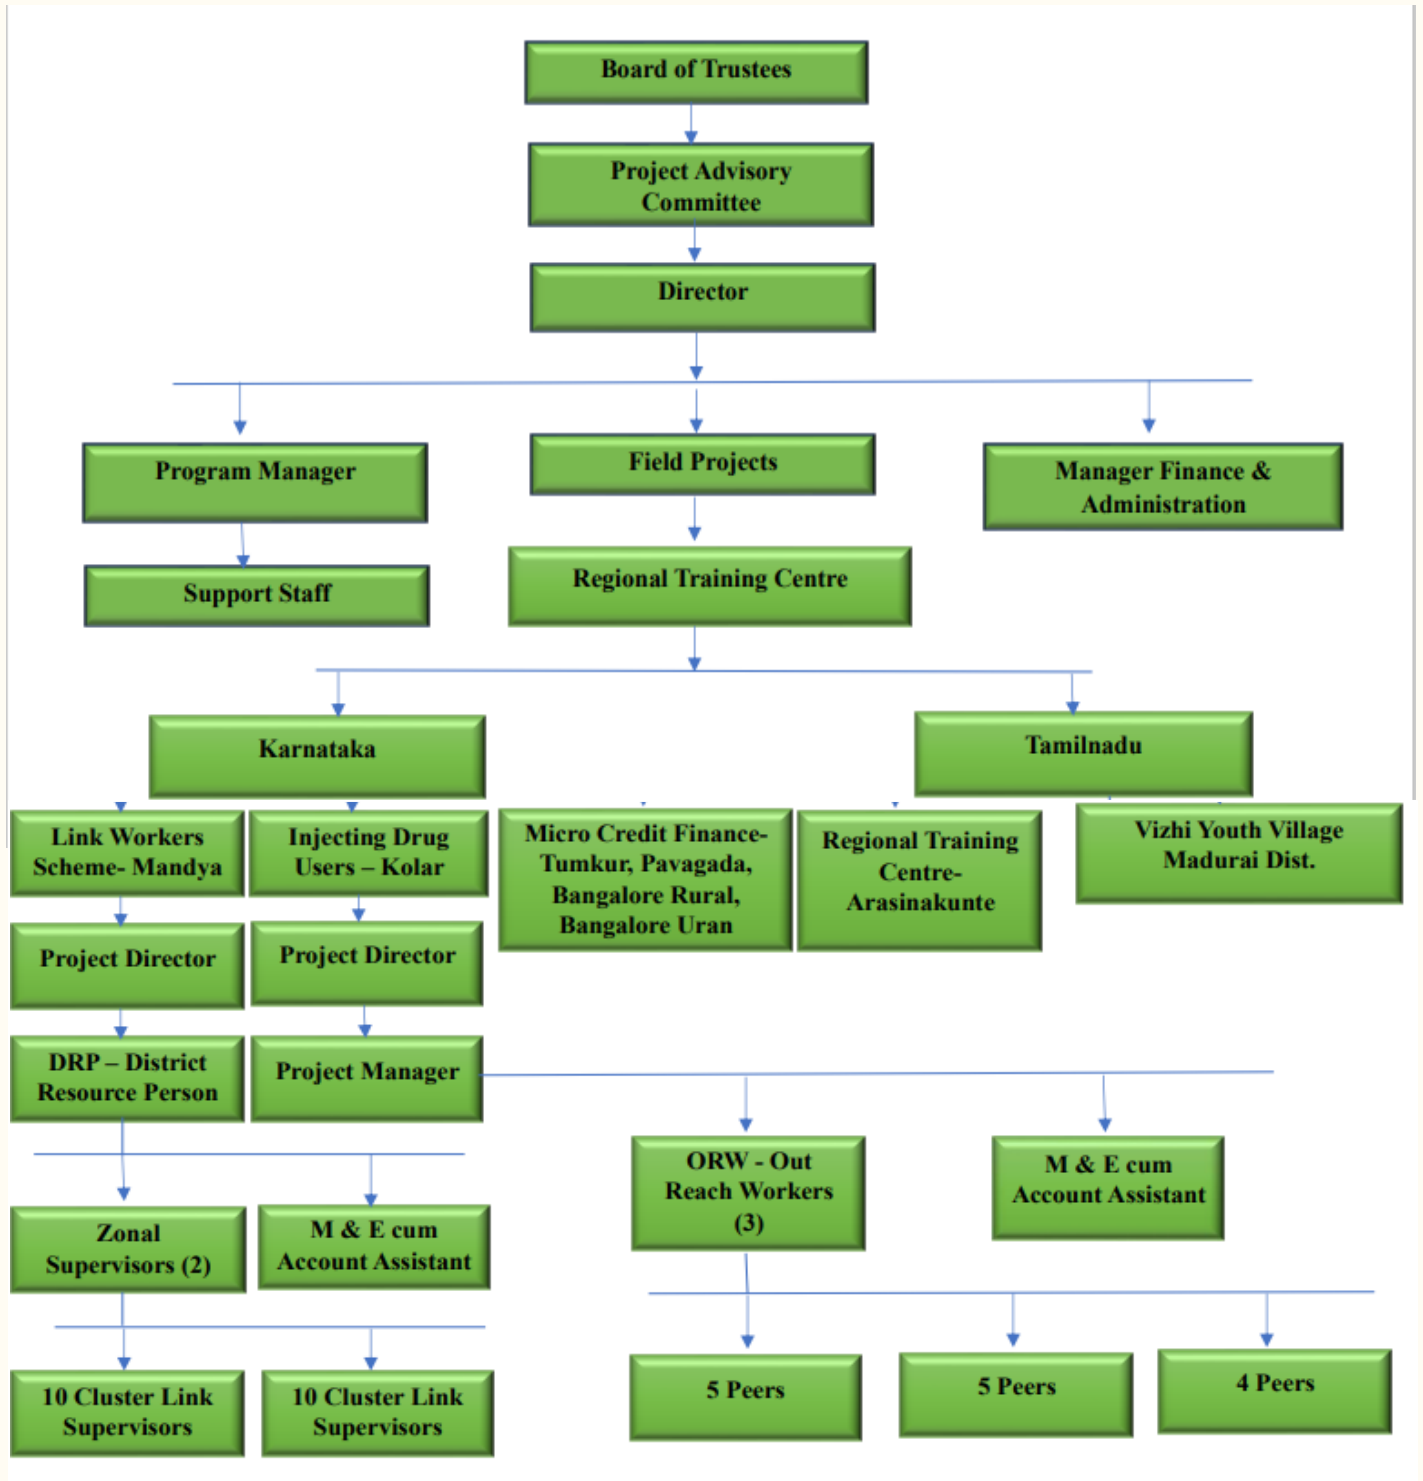 Board of Trustees
Project Advisory
Committee
Director
Program Manager
Field Projects
Manager Finance &
Administration
Support Staff
Regional Training Centre
Karnataka
Tamilnadu
Link Workers
Scheme- Mandya
Injecting Drug
Users – Kolar
Micro Credit Finance-
Tumkur, Pavagada,
Bangalore Rural,
Bangalore Uran
Regional Training
Centre-
Arasinakunte
Vizhi Youth Village
Madurai Dist.
Project Director
Project Director
DRP – District
Resource Person
Project Manager
ORW - Out
Reach Workers
(3)
M & E cum
Account Assistant
Zonal
Supervisors (2)
M & E cum
Account Assistant
10 Cluster Link
Supervisors
10 Cluster Link
Supervisors
5 Peers
5 Peers
4 Peers